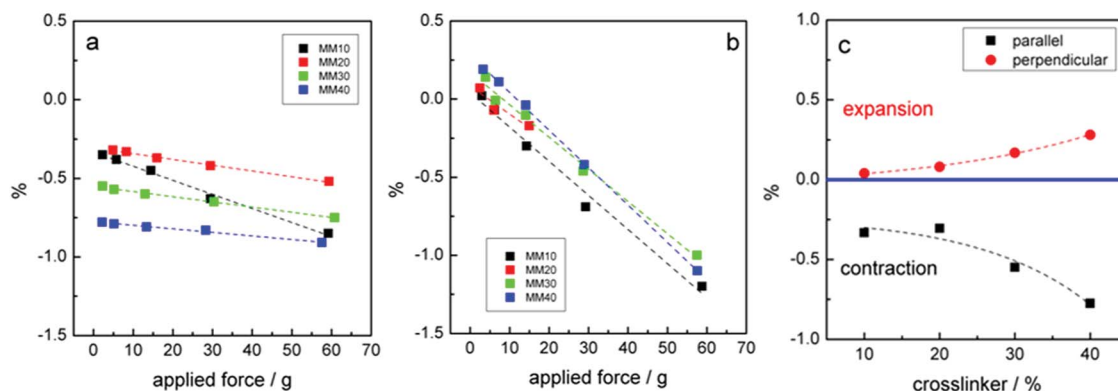 a
0.5
0.0
-0.5
-1.0
-1.5
%
MM10
MM20
MM30
MM40
0 10 20 30 40 50 60 70
applied force / g
b
0.5
0.0
-0.5
-1.0
-1.5
%
MM10
MM20
MM30
MM40
0 10 20 30 40 50 60 70
applied force / g
c
1.0
0.5
0.0
-0.5
-1.0
%
parallel
perpendicular
expansion
contraction
10 20 30 40
crosslinker / %